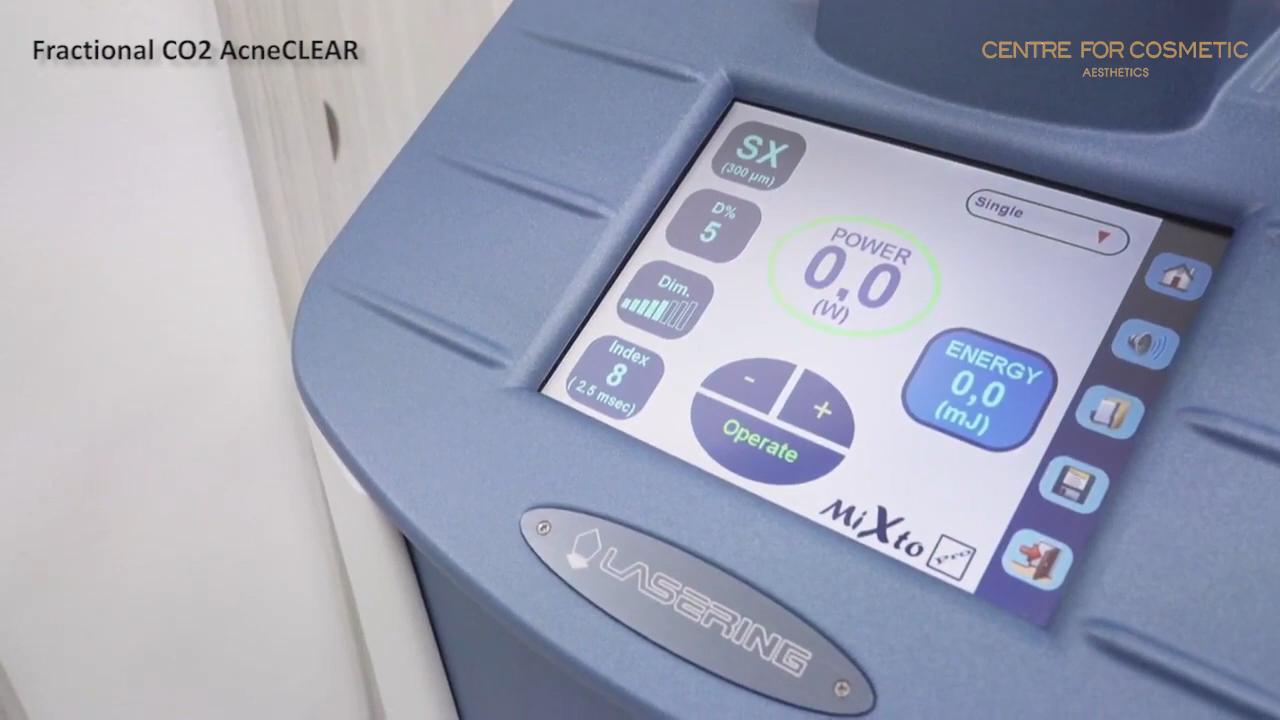 Fractional CO2 AcneCLEAR
CENTRE FOR COSMETIC
AESTHETICS
SX
(300 µm)
D%
5
Dim.
Index
8
( 2.5 msec)
Single
POWER
0,0
(W)
ENERGY
0,0
(mJ)
-
+
Operate
MiXto
LASERING